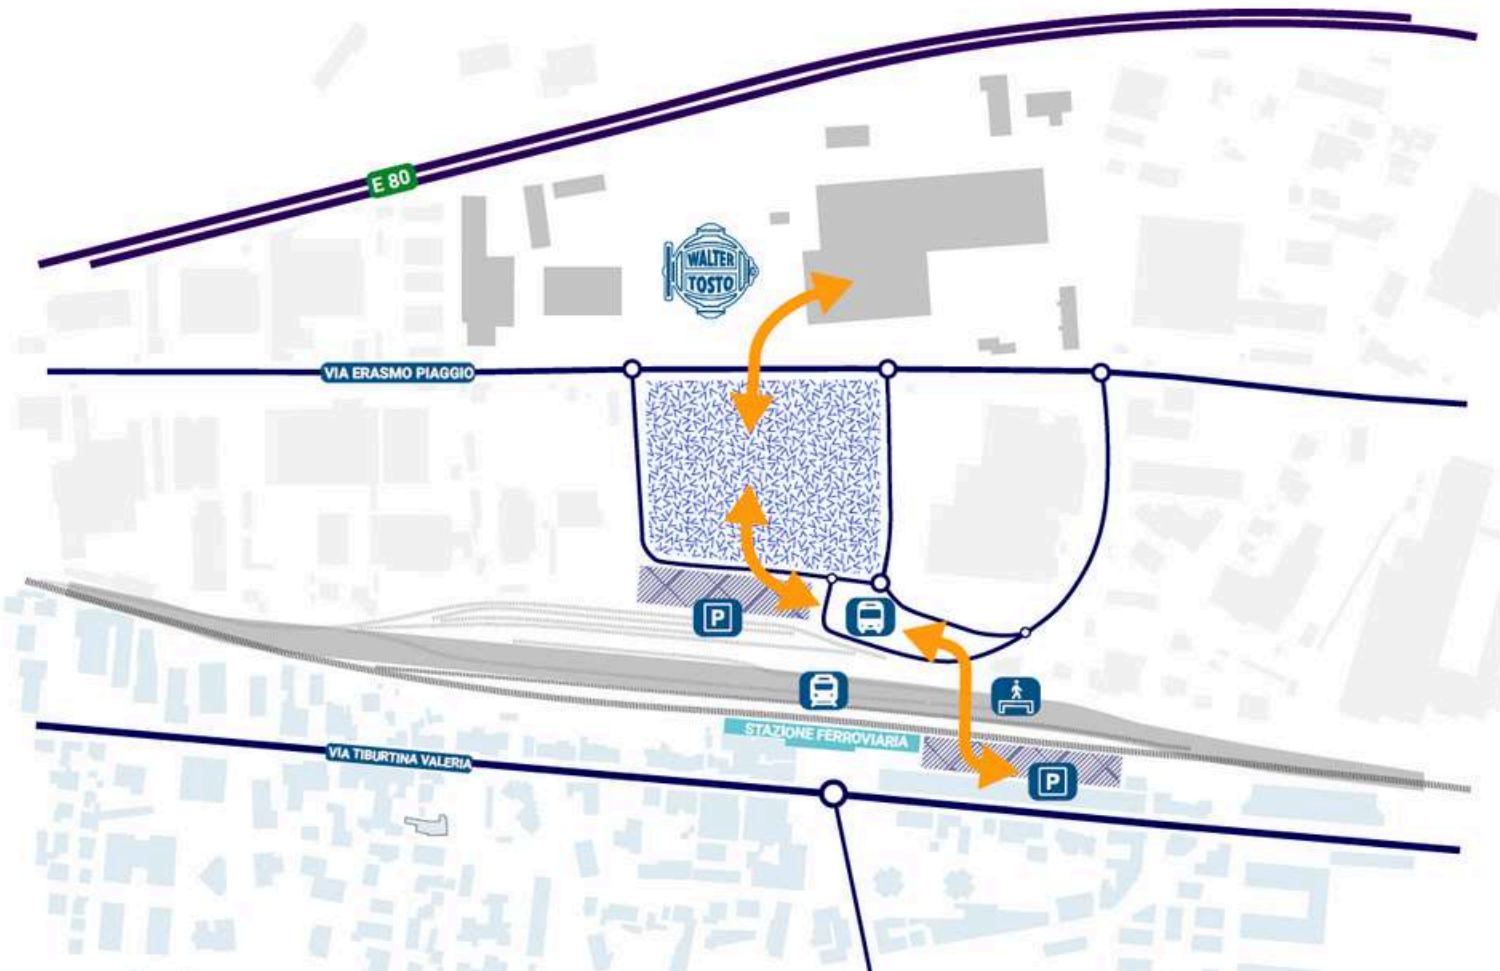 E 80
WALTER
TOSTO
VIA ERASMO PIAGGIO
P
STAZIONE FERROVIARIA
VIA TIBURTINA VALERIA
P